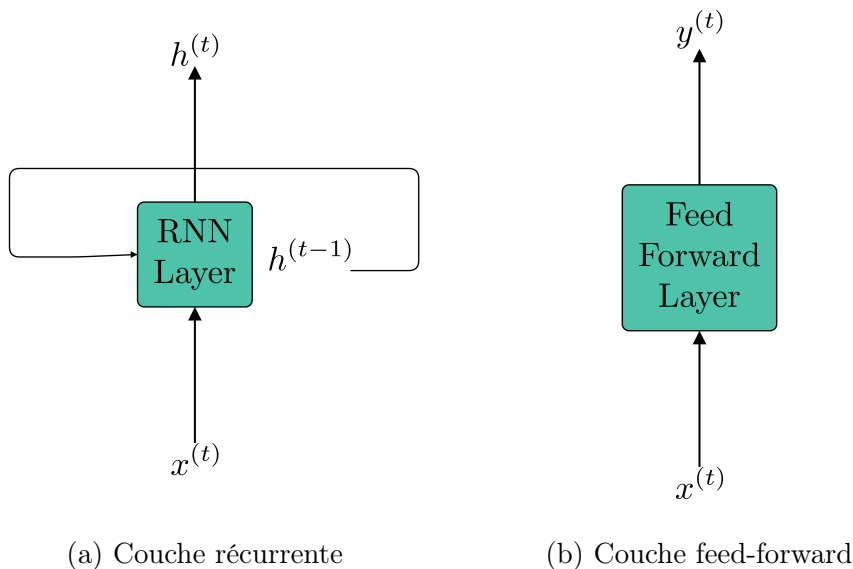 h^{(t)}
RNN
Layer
h^{(t−1)}
x^{(t)}
(a) Couche récurrente
y^{(t)}
Feed
Forward
Layer
x^{(t)}
(b) Couche feed-forward